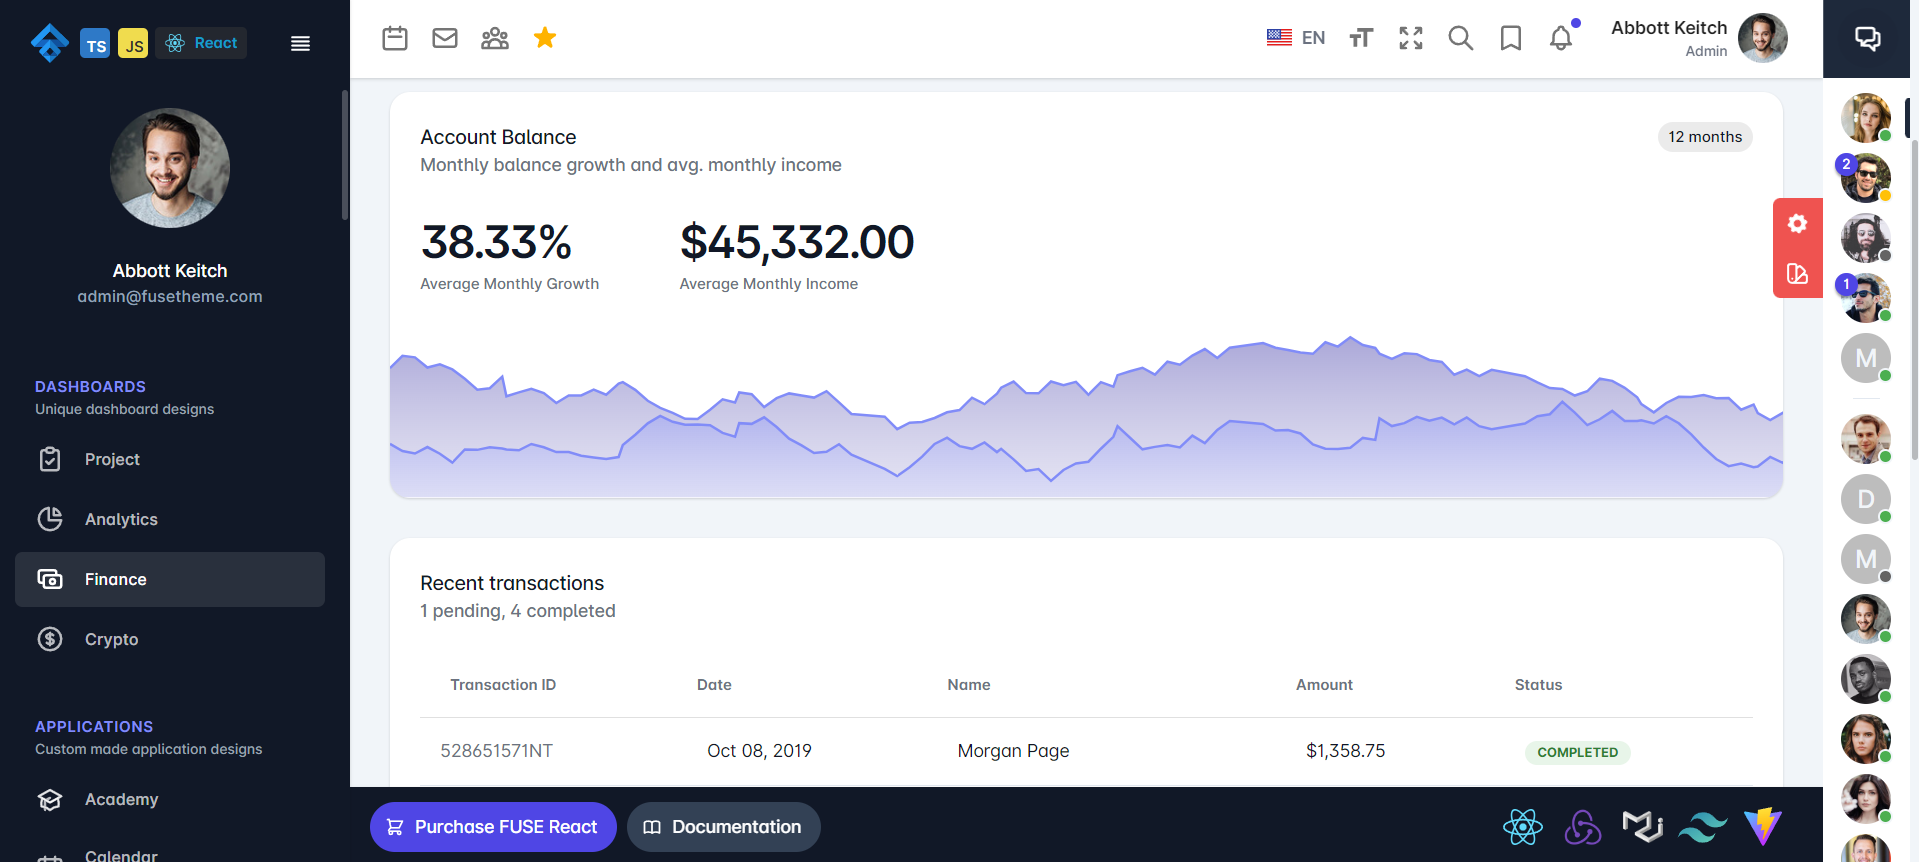 TS
JS
React
EN
Abbott Keitch
Admin
Abbott Keitch
admin@fusetheme.com
DASHBOARDS
Unique dashboard designs
Project
Analytics
Finance
Crypto
APPLICATIONS
Custom made application designs
Academy
Calendar
Account Balance
Monthly balance growth and avg. monthly income
12 months
38.33%
Average Monthly Growth
$45,332.00
Average Monthly Income
Recent transactions
1 pending, 4 completed
Transaction ID Date Name Amount Status
528651571NT Oct 08, 2019 Morgan Page $1,358.75 COMPLETED
Purchase FUSE React
Documentation
2
1
M
D
M